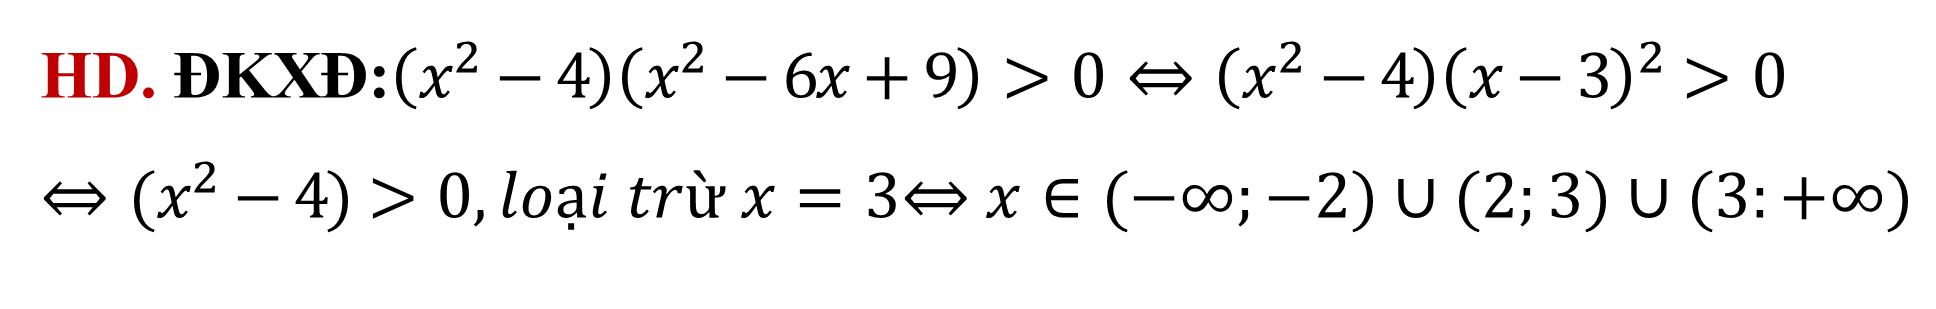 HD. ĐKXĐ:(x² − 4)(x² − 6x + 9) > 0 ⟺ (x² − 4)(x − 3)² > 0
⟺ (x² − 4) > 0, loại trừ x = 3⟺ x ∈ (−∞; −2) ∪ (2; 3) ∪ (3: +∞)